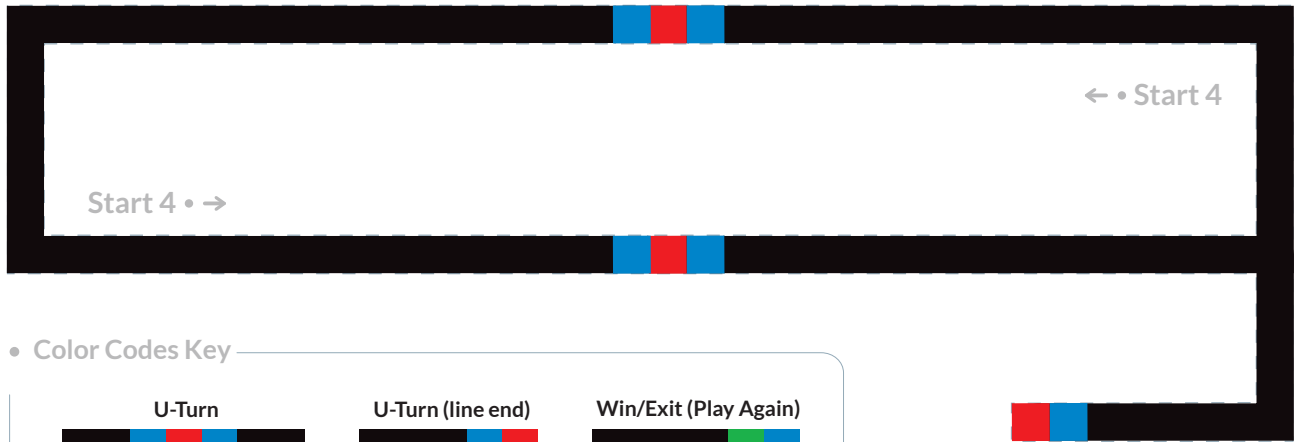 ← • Start 4
Start 4 • →
• Color Codes Key
U-Turn
U-Turn (line end)
Win/Exit (Play Again)